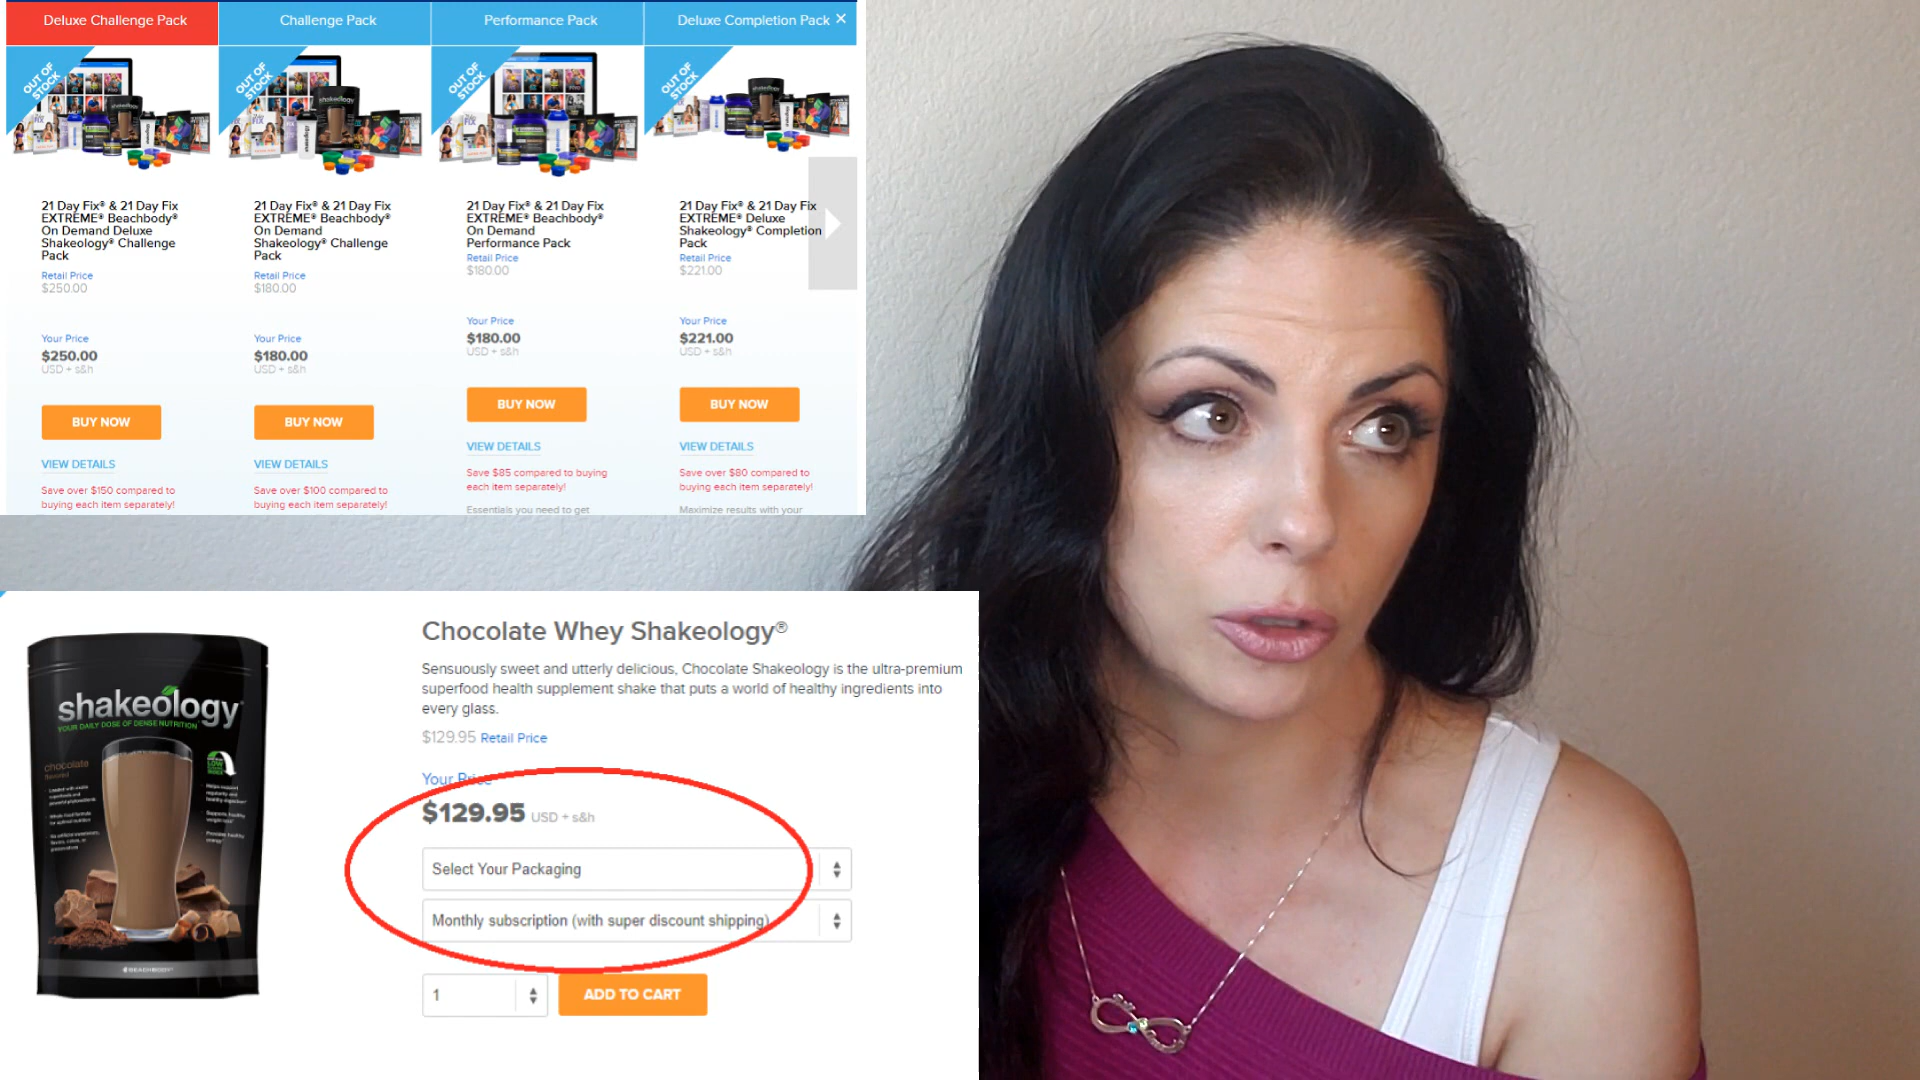 Deluxe Challenge Pack
Challenge Pack
Performance Pack
Deluxe Completion Pack ×
OUT OF
STOCK
OUT OF
STOCK
OUT OF
STOCK
OUT OF
STOCK
21 Day Fix® & 21 Day Fix
EXTREME® Beachbody®
On Demand Deluxe
Shakeology® Challenge
Pack
Retail Price
$250.00
Your Price
$250.00
USD + s&h
BUY NOW
VIEW DETAILS
Save over $150 compared to
buying each item separately!
21 Day Fix® & 21 Day Fix
EXTREME® Beachbody®
On Demand
Shakeology® Challenge
Pack
Retail Price
$180.00
Your Price
$180.00
USD + s&h
BUY NOW
VIEW DETAILS
Save over $100 compared to
buying each item separately!
21 Day Fix® & 21 Day Fix
EXTREME® Beachbody®
On Demand
Performance Pack
Retail Price
$180.00
Your Price
$180.00
USD + s&h
BUY NOW
VIEW DETAILS
Save $85 compared to buying
each item separately!
Essentials you need to get
21 Day Fix® & 21 Day Fix
EXTREME® Deluxe
Shakeology® Completion
Pack
Retail Price
$221.00
Your Price
$221.00
USD + s&h
BUY NOW
VIEW DETAILS
Save over $80 compared to
buying each item separately!
Maximize results with your
shakeology
YOUR DAILY DOSE OF DENSE NUTRITION
chocolate
flavored
BEACHBODY
Chocolate Whey Shakeology®
Sensuously sweet and utterly delicious, Chocolate Shakeology is the ultra-premium
superfood health supplement shake that puts a world of healthy ingredients into
every glass.
$129.95 Retail Price
Your Price
$129.95 USD + s&h
Select Your Packaging
Monthly subscription (with super discount shipping)
1
ADD TO CART